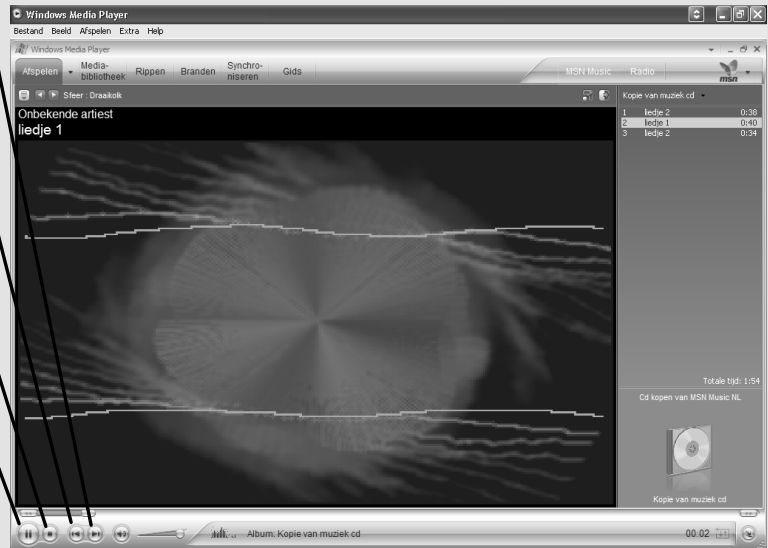 Windows Media Player
Bestand Beeld Afspelen Extra Help
Windows Media Player
Afspelen Media-bibliotheek Rippen Branden Synchro-niseren Gids MSN Music Radio msn
Sfeer : Draaikolk
Kopie van muziek cd
Onbekende artiest
liedje 1
1 liedje 2 0:38
2 liedje 1 0:40
3 liedje 2 0:34
Totale tijd: 1:54
Cd kopen van MSN Music NL
Kopie van muziek cd
Album: Kopie van muziek cd 00:02